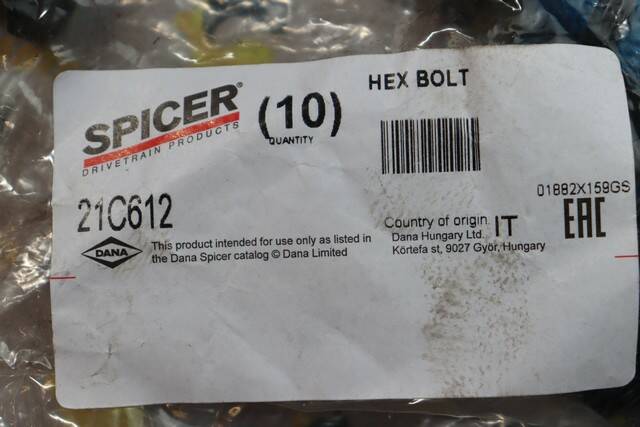 HEX BOLT
SPICER®
DRIVETRAIN PRODUCTS
(10)
QUANTITY
21C612
01882X159GS
EAC
DANA
This product intended for use only as listed in
the Dana Spicer catalog © Dana Limited
Country of origin IT
Dana Hungary Ltd.
Körtefa st, 9027 Györ, Hungary